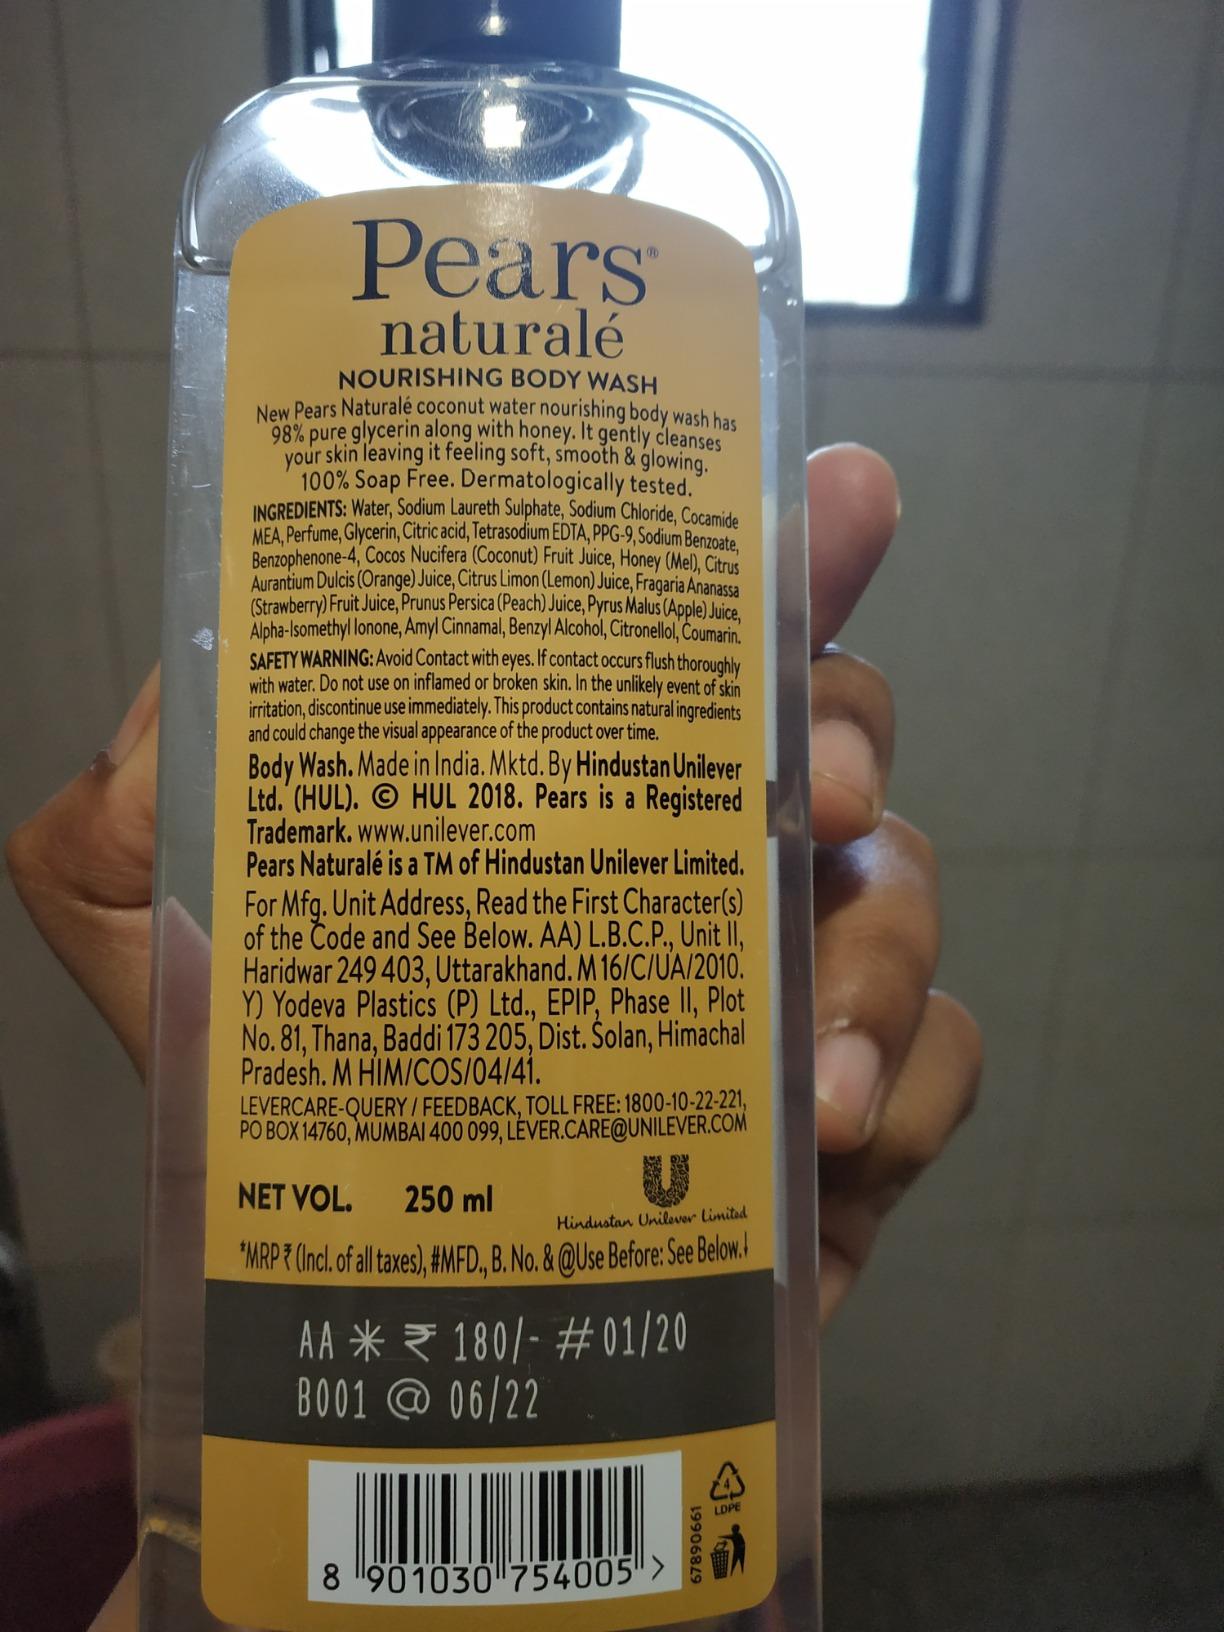 Pears®
naturalé
NOURISHING BODY WASH
New Pears Naturalé coconut water nourishing body wash has
98% pure glycerin along with honey. It gently cleanses
your skin leaving it feeling soft, smooth & glowing.
100% Soap Free. Dermatologically tested.
INGREDIENTS: Water, Sodium Laureth Sulphate, Sodium Chloride, Cocamide
MEA, Perfume, Glycerin, Citric acid, Tetrasodium EDTA, PPG-9, Sodium Benzoate,
Benzophenone-4, Cocos Nucifera (Coconut) Fruit Juice, Honey (Mel), Citrus
Aurantium Dulcis (Orange) Juice, Citrus Limon (Lemon) Juice, Fragaria Ananassa
(Strawberry) Fruit Juice, Prunus Persica (Peach) Juice, Pyrus Malus (Apple) Juice,
Alpha-Isomethyl Ionone, Amyl Cinnamal, Benzyl Alcohol, Citronellol, Coumarin.
SAFETY WARNING: Avoid Contact with eyes. If contact occurs flush thoroughly
with water. Do not use on inflamed or broken skin. In the unlikely event of skin
irritation, discontinue use immediately. This product contains natural ingredients
and could change the visual appearance of the product over time.
Body Wash. Made in India. Mktd. By Hindustan Unilever
Ltd. (HUL). © HUL 2018. Pears is a Registered
Trademark. www.unilever.com
Pears Naturalé is a TM of Hindustan Unilever Limited.
For Mfg. Unit Address, Read the First Character(s)
of the Code and See Below. AA) L.B.C.P., Unit II,
Haridwar 249 403, Uttarakhand. M 16/C/UA/2010.
Y) Yodeva Plastics (P) Ltd., EPIP, Phase II, Plot
No. 81, Thana, Baddi 173 205, Dist. Solan, Himachal
Pradesh. M HIM/COS/04/41.
LEVERCARE-QUERY / FEEDBACK, TOLL FREE: 1800-10-22-221,
PO BOX 14760, MUMBAI 400 099, LEVER.CARE@UNILEVER.COM
NET VOL. 250 ml
Hindustan Unilever Limited
*MRP ₹ (Incl. of all taxes), #MFD., B. No. & @Use Before: See Below.↓
AA * ₹ 180/- # 01/20
B001 @ 06/22
8 901030 754005 >
67890661
4
LDPE